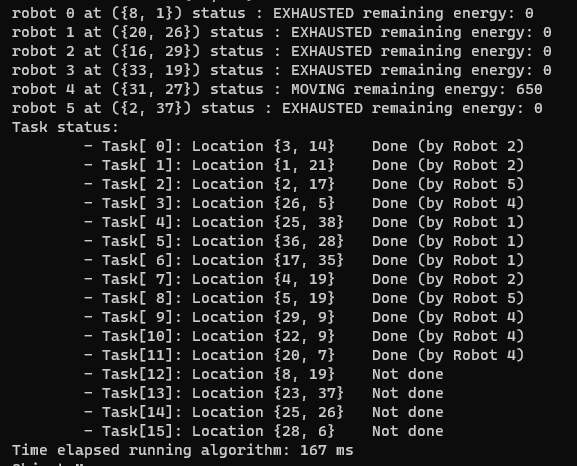 robot 0 at ({8, 1}) status : EXHAUSTED remaining energy: 0
robot 1 at ({20, 26}) status : EXHAUSTED remaining energy: 0
robot 2 at ({16, 29}) status : EXHAUSTED remaining energy: 0
robot 3 at ({33, 19}) status : EXHAUSTED remaining energy: 0
robot 4 at ({31, 27}) status : MOVING remaining energy: 650
robot 5 at ({2, 37}) status : EXHAUSTED remaining energy: 0
Task status:
- Task[ 0]: Location {3, 14} Done (by Robot 2)
- Task[ 1]: Location {1, 21} Done (by Robot 2)
- Task[ 2]: Location {2, 17} Done (by Robot 5)
- Task[ 3]: Location {26, 5} Done (by Robot 4)
- Task[ 4]: Location {25, 38} Done (by Robot 1)
- Task[ 5]: Location {36, 28} Done (by Robot 1)
- Task[ 6]: Location {17, 35} Done (by Robot 1)
- Task[ 7]: Location {4, 19} Done (by Robot 2)
- Task[ 8]: Location {5, 19} Done (by Robot 5)
- Task[ 9]: Location {29, 9} Done (by Robot 4)
- Task[10]: Location {22, 9} Done (by Robot 4)
- Task[11]: Location {20, 7} Done (by Robot 4)
- Task[12]: Location {8, 19} Not done
- Task[13]: Location {23, 37} Not done
- Task[14]: Location {25, 26} Not done
- Task[15]: Location {28, 6} Not done
Time elapsed running algorithm: 167 ms